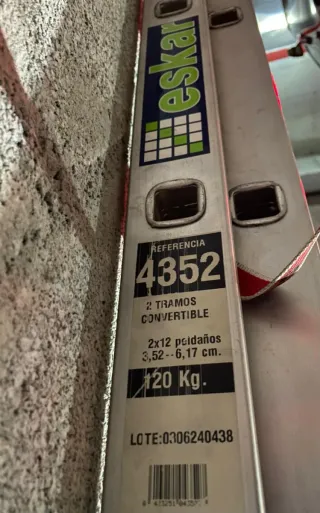 eskar
REFERENCIA
4352
2 TRAMOS
CONVERTIBLE
2x12 peldaños
3,52--6,17 cm.
120 Kg.
LOTE:0306240438